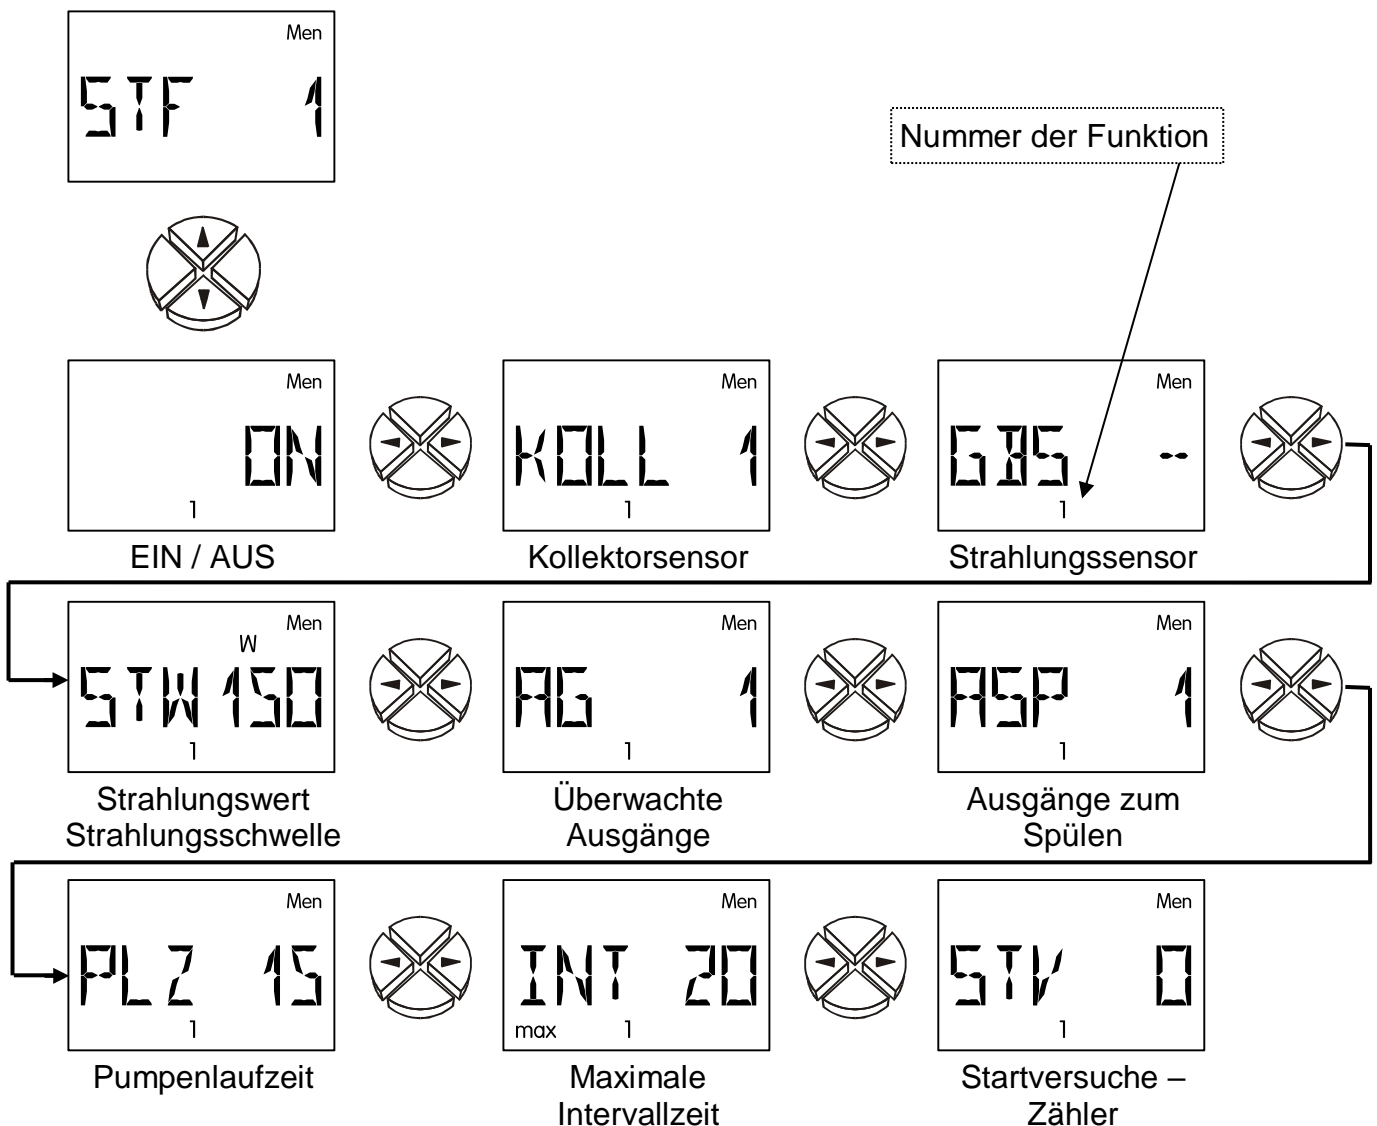 Men
STF 1
Nummer der Funktion
Men
ON
1
EIN / AUS
Men
KOLL 1
1
Kollektorsensor
Men
GBS --
1
Strahlungssensor
Men
W
STW 150
1
Strahlungswert
Strahlungsschwelle
Men
AG 1
1
Überwachte
Ausgänge
Men
ASP 1
1
Ausgänge zum
Spülen
Men
PLZ 15
1
Pumpenlaufzeit
Men
INT 20
max 1
Maximale
Intervallzeit
Men
STV 0
1
Startversuche –
Zähler